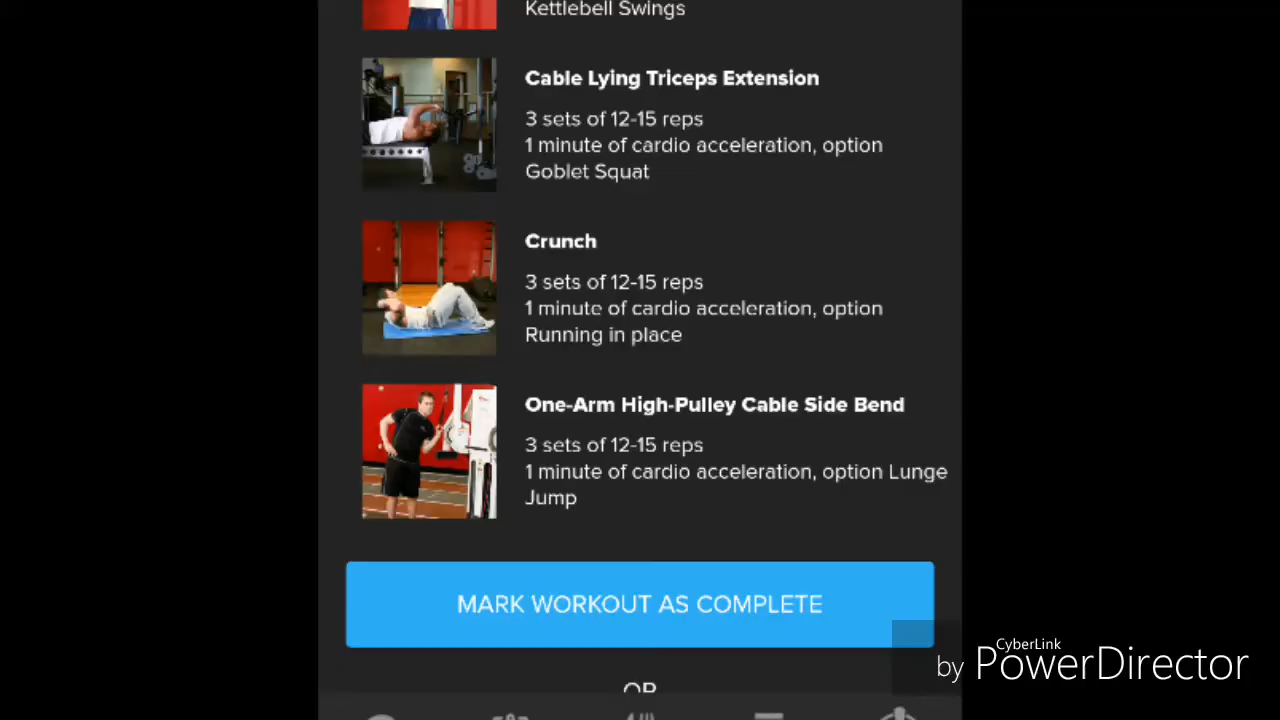 Kettlebell Swings
Cable Lying Triceps Extension
3 sets of 12-15 reps
1 minute of cardio acceleration, option
Goblet Squat
Crunch
3 sets of 12-15 reps
1 minute of cardio acceleration, option
Running in place
One-Arm High-Pulley Cable Side Bend
3 sets of 12-15 reps
1 minute of cardio acceleration, option Lunge
Jump
MARK WORKOUT AS COMPLETE
OR
CyberLink
by PowerDirector